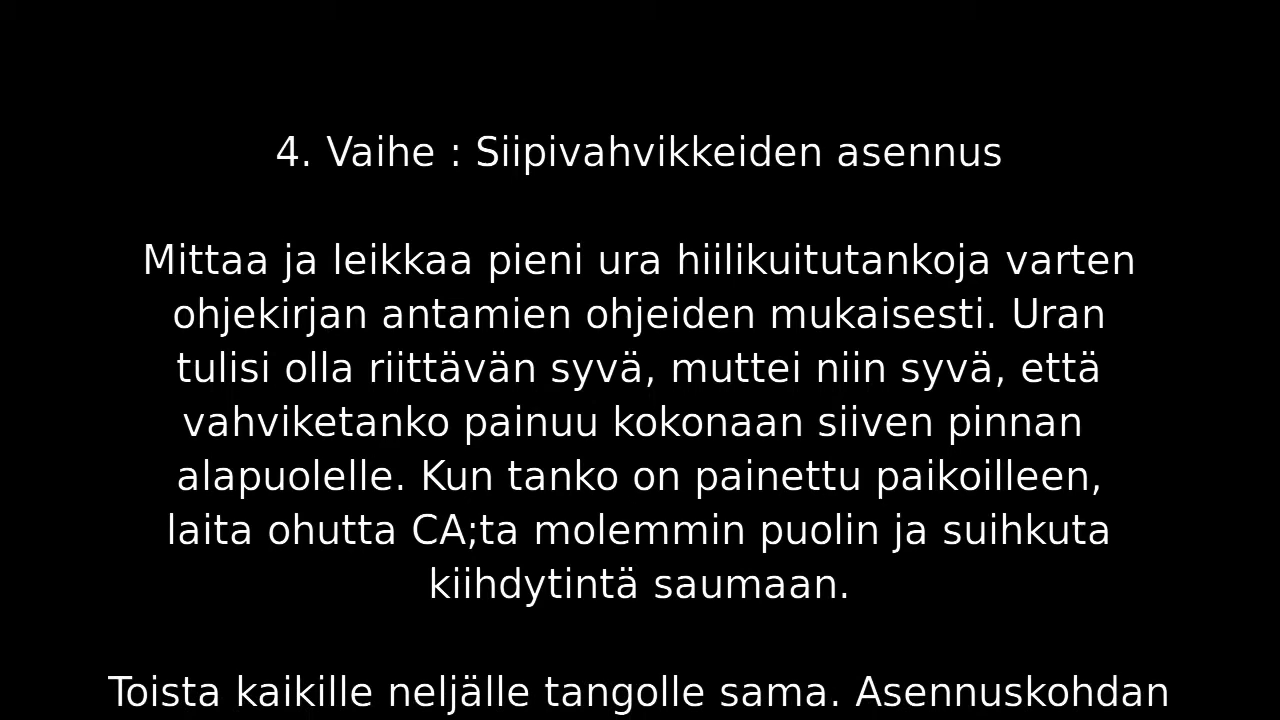 4. Vaihe : Siipivahvikkeiden asennus
Mittaa ja leikkaa pieni ura hiilikuitutankoja varten
ohjekirjan antamien ohjeiden mukaisesti. Uran
tulisi olla riittävän syvä, muttei niin syvä, että
vahviketanko painuu kokonaan siiven pinnan
alapuolelle. Kun tanko on painettu paikoilleen,
laita ohutta CA;ta molemmin puolin ja suihkuta
kiihdytintä saumaan.
Toista kaikille neljälle tangolle sama. Asennuskohdan